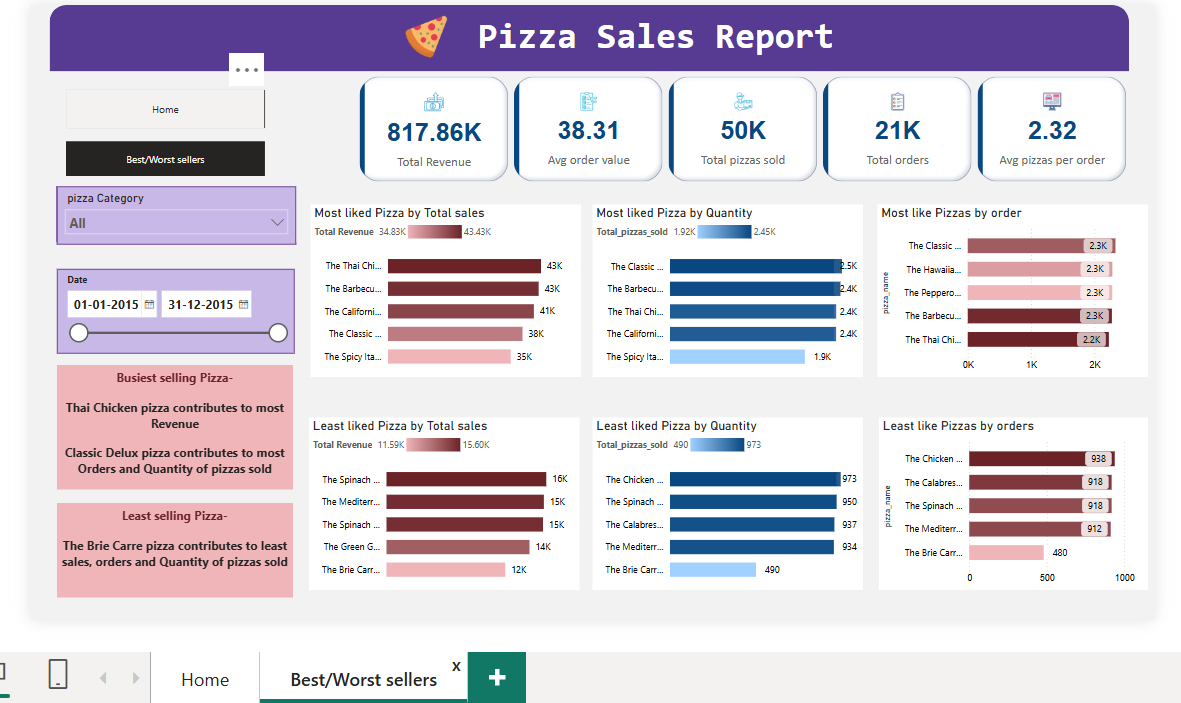 Pizza Sales Report
...
Home
Best/Worst sellers
817.86K
Total Revenue
38.31
Avg order value
50K
Total pizzas sold
21K
Total orders
2.32
Avg pizzas per order
pizza Category
All
Date
01-01-2015
31-12-2015
Busiest selling Pizza-
Thai Chicken pizza contributes to most
Revenue
Classic Delux pizza contributes to most
Orders and Quantity of pizzas sold
Least selling Pizza-
The Brie Carre pizza contributes to least
sales, orders and Quantity of pizzas sold
Most liked Pizza by Total sales
Total Revenue 34.83K 43.43K
The Thai Chi... 43K
The Barbecu... 43K
The Californi... 41K
The Classic ... 38K
The Spicy Ita... 35K
Most liked Pizza by Quantity
Total_pizzas_sold 1.92K 2.45K
The Classic ... 2.5K
The Barbecu... 2.4K
The Thai Chi... 2.4K
The Californi... 2.4K
The Spicy Ita... 1.9K
Most like Pizzas by order
pizza_name
The Classic ... 2.3K
The Hawaiia... 2.3K
The Peppero... 2.3K
The Barbecu... 2.3K
The Thai Chi... 2.2K
0K 1K 2K
Least liked Pizza by Total sales
Total Revenue 11.59K 15.60K
The Spinach ... 16K
The Mediterr... 15K
The Spinach ... 15K
The Green G... 14K
The Brie Carr... 12K
Least liked Pizza by Quantity
Total_pizzas_sold 490 973
The Chicken ... 973
The Spinach ... 950
The Calabres... 937
The Mediterr... 934
The Brie Carr... 490
Least like Pizzas by orders
pizza_name
The Chicken ... 938
The Calabres... 918
The Spinach ... 918
The Mediterr... 912
The Brie Carr... 480
0 500 1000
Home
Best/Worst sellers
x
+